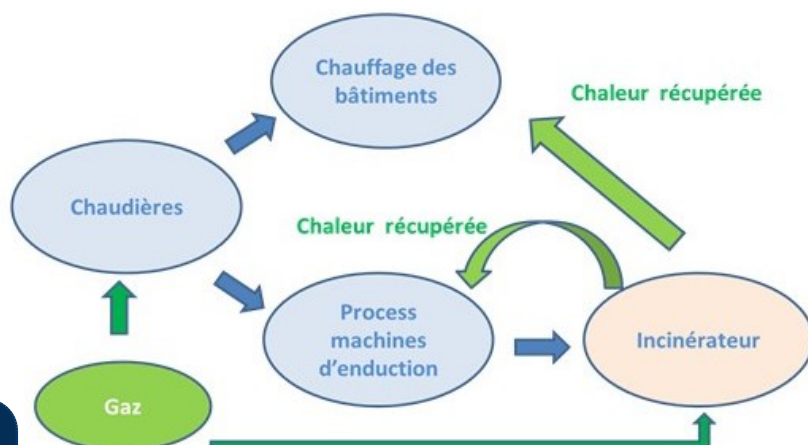 Chauffage des
bâtiments
Chaleur récupérée
Chaudières
Chaleur récupérée
Process
machines
d'enduction
Incinérateur
Gaz